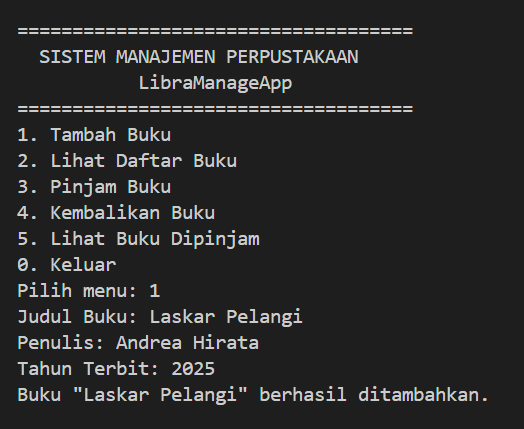 ====================================
SISTEM MANAJEMEN PERPUSTAKAAN
LibraManageApp
====================================
1. Tambah Buku
2. Lihat Daftar Buku
3. Pinjam Buku
4. Kembalikan Buku
5. Lihat Buku Dipinjam
0. Keluar
Pilih menu: 1
Judul Buku: Laskar Pelangi
Penulis: Andrea Hirata
Tahun Terbit: 2025
Buku "Laskar Pelangi" berhasil ditambahkan.